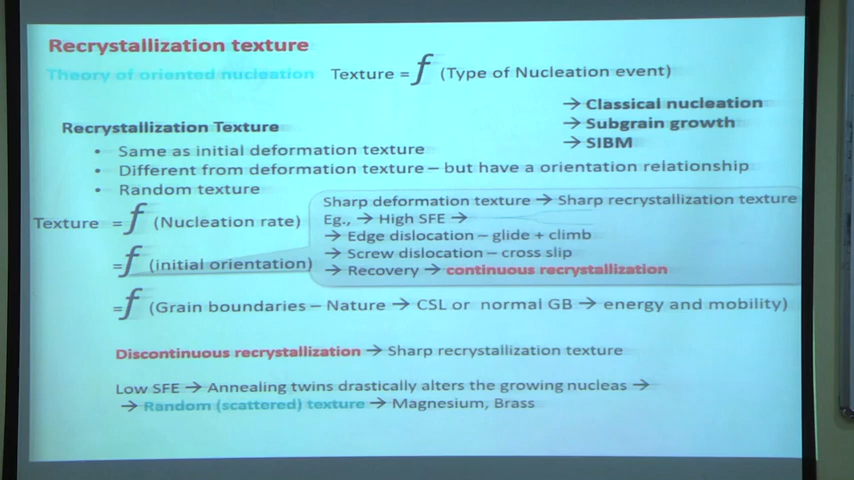 Recrystallization texture
Theory of oriented nucleation Texture = f (Type of Nucleation event)
→ Classical nucleation
→ Subgrain growth
→ SIBM
Recrystallization Texture
• Same as initial deformation texture
• Different from deformation texture – but have a orientation relationship
• Random texture
Texture = f (Nucleation rate)
= f (initial orientation)
Sharp deformation texture → Sharp recrystallization texture
Eg., → High SFE →
→ Edge dislocation – glide + climb
→ Screw dislocation – cross slip
→ Recovery → continuous recrystallization
= f (Grain boundaries – Nature → CSL or normal GB → energy and mobility)
Discontinuous recrystallization → Sharp recrystallization texture
Low SFE → Annealing twins drastically alters the growing nucleas →
→ Random (scattered) texture → Magnesium, Brass